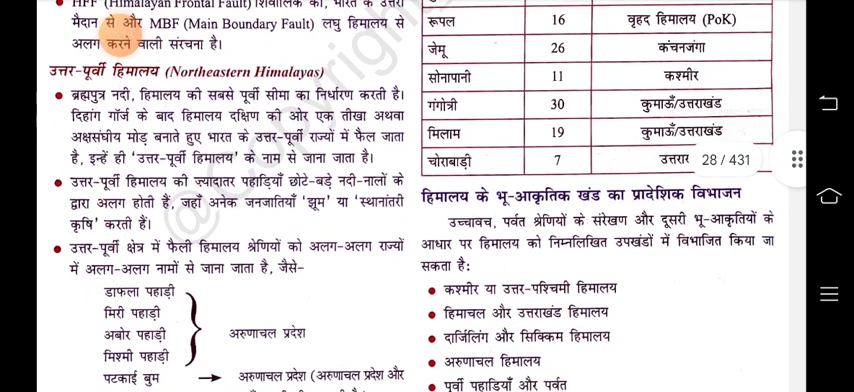 HFF (Himalayan Frontal Fault) शिवालिक को, भारत के उत्तरी
मैदान से और MBF (Main Boundary Fault) लघु हिमालय से
अलग करने वाली संरचना है।
उत्तर-पूर्वी हिमालय (Northeastern Himalayas)
● ब्रह्मपुत्र नदी, हिमालय की सबसे पूर्वी सीमा का निर्धारण करती है।
दिहांग गॉर्ज के बाद हिमालय दक्षिण की ओर एक तीखा अथवा
अक्षसंघीय मोड़ बनाते हुए भारत के उत्तर-पूर्वी राज्यों में फैल जाता
है, इन्हें ही 'उत्तर-पूर्वी हिमालय' के नाम से जाना जाता है।
● उत्तर-पूर्वी हिमालय की ज्यादातर पहाड़ियाँ छोटे-बड़े नदी-नालों के
द्वारा अलग होती हैं, जहाँ अनेक जनजातियाँ 'झूम' या 'स्थानांतरी
कृषि' करती हैं।
● उत्तर-पूर्वी क्षेत्र में फैली हिमालय श्रेणियों को अलग-अलग राज्यों
में अलग-अलग नामों से जाना जाता है, जैसे-
डाफला पहाड़ी
मिरी पहाड़ी
अबोर पहाड़ी
मिश्मी पहाड़ी
अरुणाचल प्रदेश
पटकाई बुम → अरुणाचल प्रदेश (अरुणाचल प्रदेश और
रूपल 16 वृहद हिमालय (PoK)
जेमू 26 कंचनजंगा
सोनापानी 11 कश्मीर
गंगोत्री 30 कुमाऊँ/उत्तराखंड
मिलाम 19 कुमाऊँ/उत्तराखंड
चोराबाड़ी 7 उत्तरार
28 / 431
हिमालय के भू-आकृतिक खंड का प्रादेशिक विभाजन
उच्चावच, पर्वत श्रेणियों के संरेखण और दूसरी भू-आकृतियों के
आधार पर हिमालय को निम्नलिखित उपखंडों में विभाजित किया जा
सकता है:
● कश्मीर या उत्तर-पश्चिमी हिमालय
● हिमाचल और उत्तराखंड हिमालय
● दार्जिलिंग और सिक्किम हिमालय
● अरुणाचल हिमालय
● पूर्वी पहाड़ियाँ और पर्वत
@Copyright